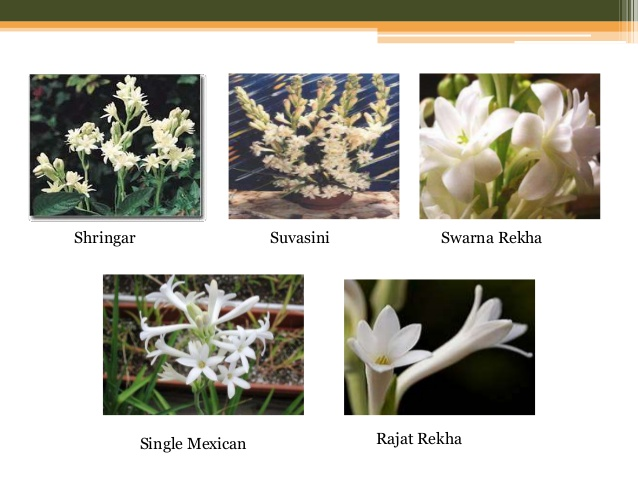 Shringar
Suvasini
Swarna Rekha
Single Mexican
Rajat Rekha